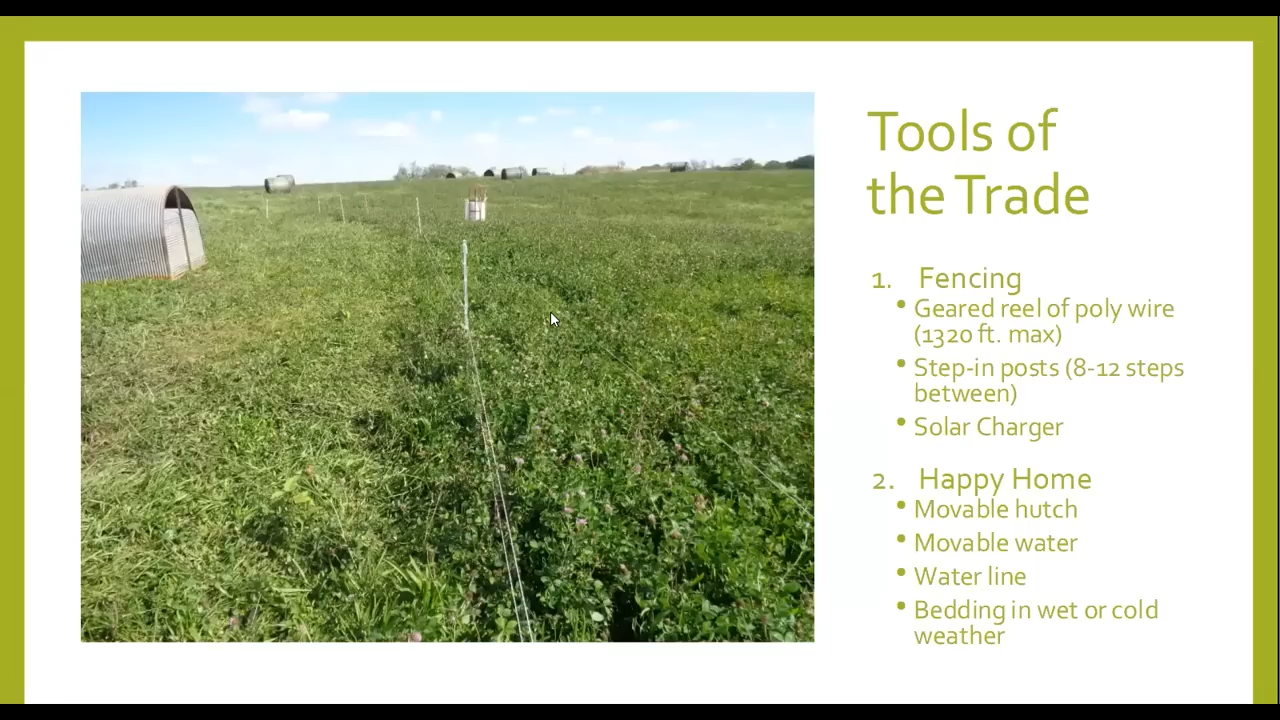 Tools of
the Trade
1. Fencing
• Geared reel of poly wire
(1320 ft. max)
• Step-in posts (8-12 steps
between)
• Solar Charger
2. Happy Home
• Movable hutch
• Movable water
• Water line
• Bedding in wet or cold
weather